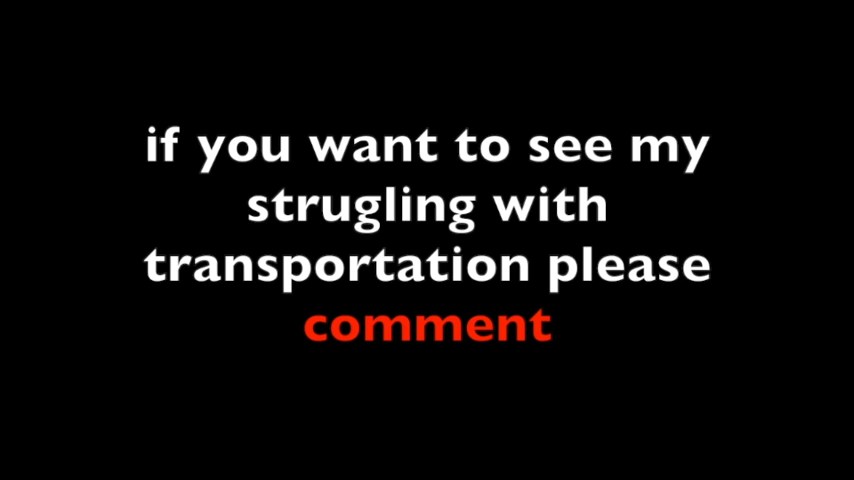 if you want to see my
strugling with
transportation please
comment